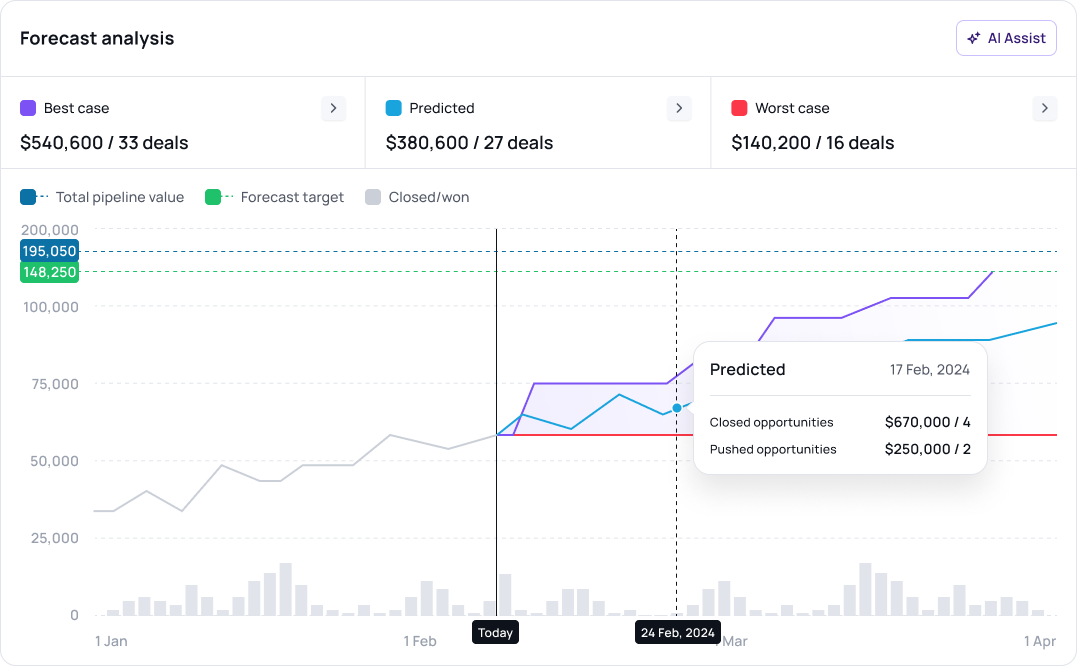 Forecast analysis
AI Assist
Best case
$540,600 / 33 deals
Predicted
$380,600 / 27 deals
Worst case
$140,200 / 16 deals
Total pipeline value
Forecast target
Closed/won
200,000
195,050
148,250
100,000
75,000
50,000
25,000
0
Predicted
17 Feb, 2024
Closed opportunities
$670,000 / 4
Pushed opportunities
$250,000 / 2
1 Jan
1 Feb
Today
24 Feb, 2024
Mar
1 Apr